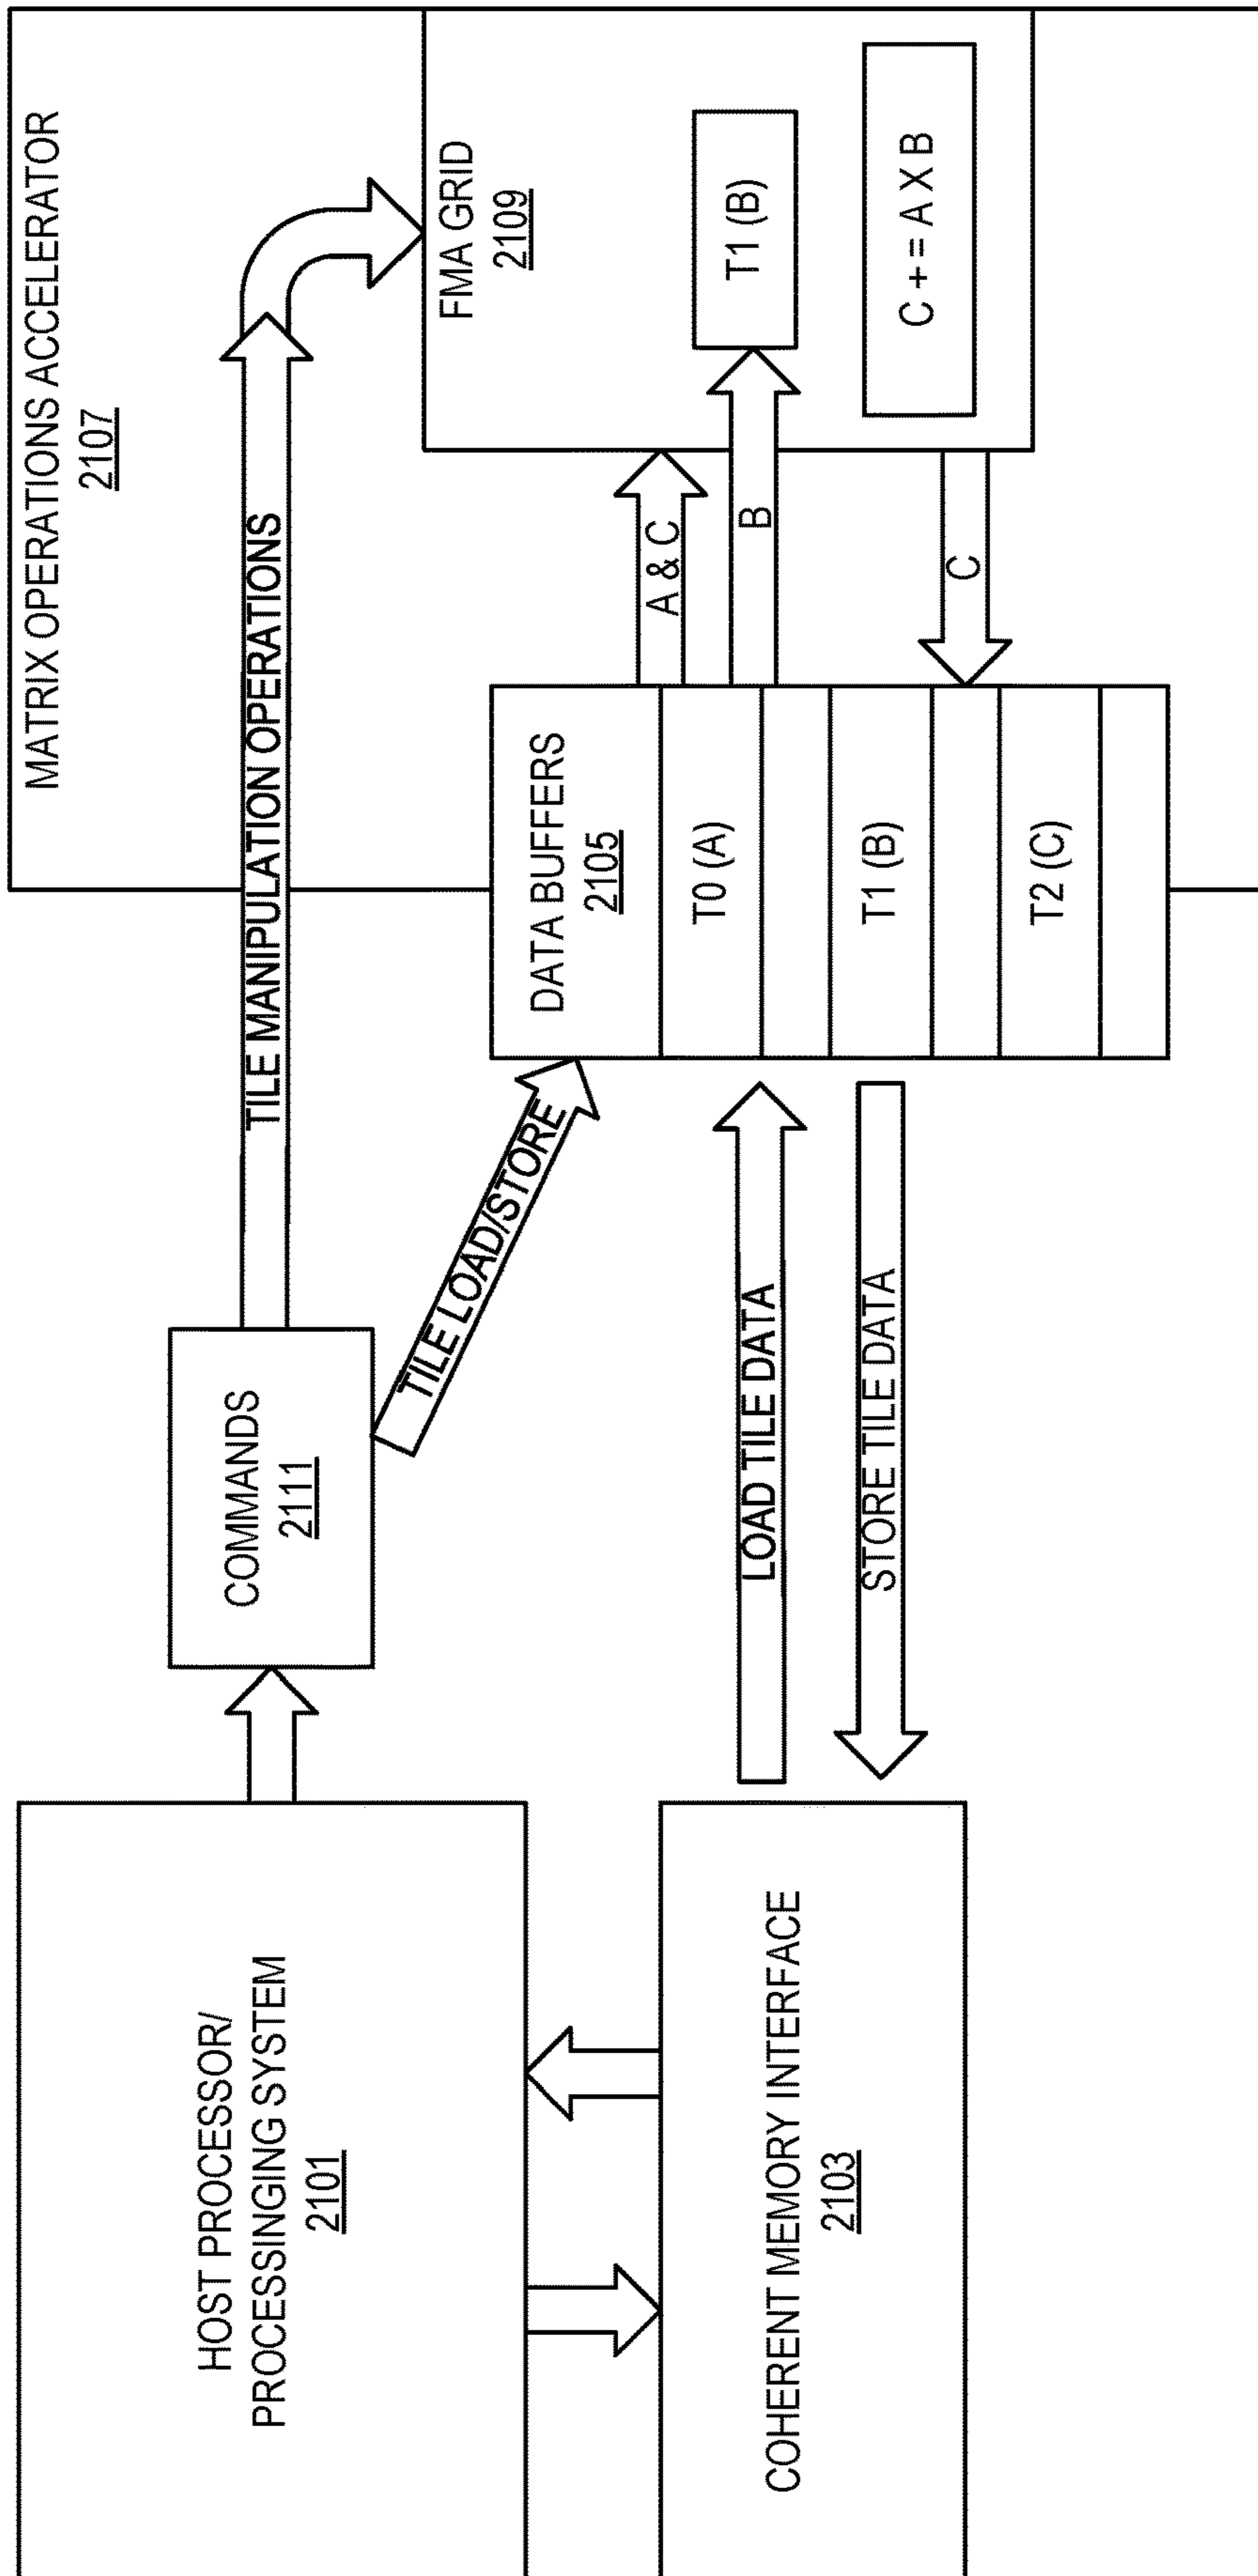 HOST PROCESSOR/
PROCESSINGING SYSTEM
2101
COHERENT MEMORY INTERFACE
2103
COMMANDS
2111
TILE MANIPULATION OPERATIONS
TILE LOAD/STORE
LOAD TILE DATA
STORE TILE DATA
MATRIX OPERATIONS ACCELERATOR
2107
DATA BUFFERS
2105
T0 (A)
T1 (B)
T2 (C)
A & C
B
C
FMA GRID
2109
T1 (B)
C + = A X B